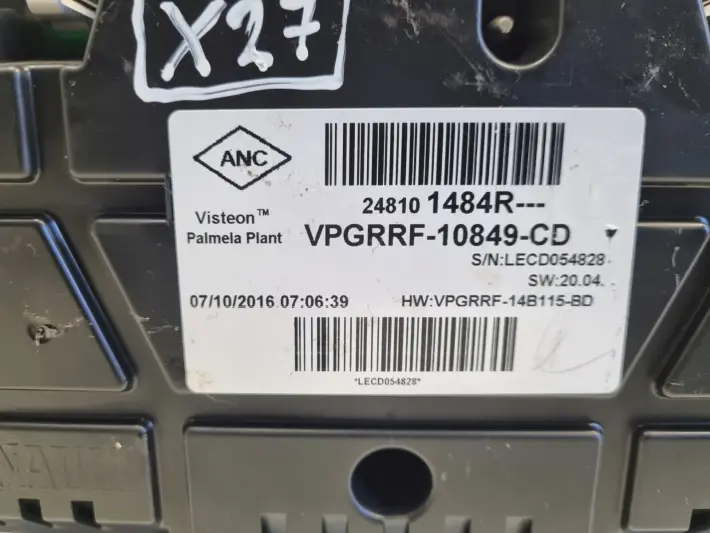 X27
ANC
24810 1484R---
Visteon™
Palmela Plant
VPGRRF-10849-CD
S/N:LECD054828
SW:20.04.
07/10/2016 07:06:39
HW:VPGRRF-14B115-BD
*LECD054828*